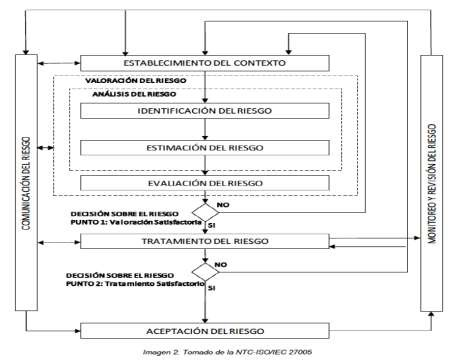 ESTABLECIMIENTO DEL CONTEXTO
VALORACIÓN DEL RIESGO
ANÁLISIS DEL RIESGO
IDENTIFICACIÓN DEL RIESGO
ESTIMACIÓN DEL RIESGO
EVALUACIÓN DEL RIESGO
COMUNICACIÓN DEL RIESGO
MONITOREO Y REVISIÓN DEL RIESGO
NO
DECISIÓN SOBRE EL RIESGO
PUNTO 1: Valoración Satisfactoria
SI
TRATAMIENTO DEL RIESGO
NO
DECISIÓN SOBRE EL RIESGO
PUNTO 2: Tratamiento Satisfactorio
SI
ACEPTACIÓN DEL RIESGO
Imagen 2. Tomado de la NTC-ISO/IEC 27005